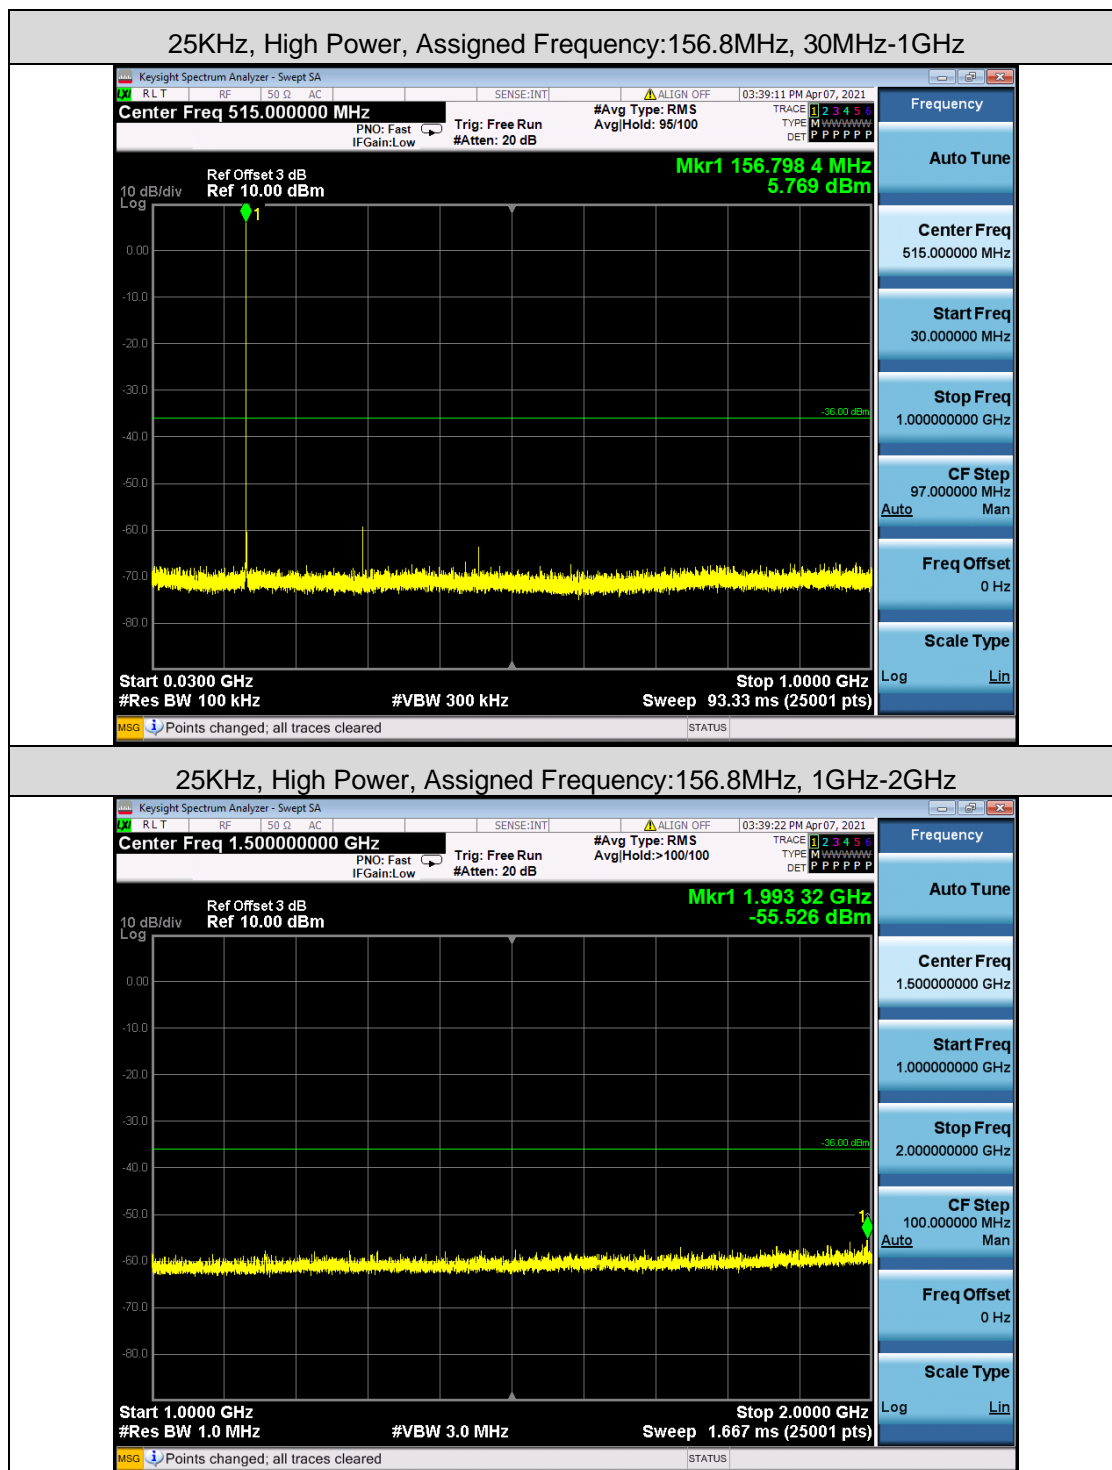 25KHz, High Power, Assigned Frequency:156.8MHz, 30MHz-1GHz
Keysight Spectrum Analyzer - Swept SA
LXI RLT RF 50 Ω AC SENSE:INT ALIGN OFF 03:39:11 PM Apr 07, 2021
Center Freq 515.000000 MHz
PNO: Fast
IFGain:Low
Trig: Free Run
#Atten: 20 dB
#Avg Type: RMS
Avg|Hold: 95/100
TRACE 1 2 3 4 5 6
TYPE M WWWWW
DET P P P P P P
Frequency
Mkr1 156.798 4 MHz
5.769 dBm
Ref Offset 3 dB
10 dB/div Ref 10.00 dBm
Log
1
0.00
-10.0
-20.0
-30.0
-36.00 dBm
-40.0
-50.0
-60.0
-70.0
-80.0
Start 0.0300 GHz Stop 1.0000 GHz
#Res BW 100 kHz #VBW 300 kHz Sweep 93.33 ms (25001 pts)
Auto Tune
Center Freq
515.000000 MHz
Start Freq
30.000000 MHz
Stop Freq
1.000000000 GHz
CF Step
97.000000 MHz
Auto Man
Freq Offset
0 Hz
Scale Type
Log Lin
MSG Points changed; all traces cleared STATUS
25KHz, High Power, Assigned Frequency:156.8MHz, 1GHz-2GHz
Keysight Spectrum Analyzer - Swept SA
LXI RLT RF 50 Ω AC SENSE:INT ALIGN OFF 03:39:22 PM Apr 07, 2021
Center Freq 1.500000000 GHz
PNO: Fast
IFGain:Low
Trig: Free Run
#Atten: 20 dB
#Avg Type: RMS
Avg|Hold:>100/100
TRACE 1 2 3 4 5 6
TYPE M WWWWW
DET P P P P P P
Frequency
Mkr1 1.993 32 GHz
-55.526 dBm
Ref Offset 3 dB
10 dB/div Ref 10.00 dBm
Log
0.00
-10.0
-20.0
-30.0
-36.00 dBm
-40.0
-50.0
1
-60.0
-70.0
-80.0
Start 1.0000 GHz Stop 2.0000 GHz
#Res BW 1.0 MHz #VBW 3.0 MHz Sweep 1.667 ms (25001 pts)
Auto Tune
Center Freq
1.500000000 GHz
Start Freq
1.000000000 GHz
Stop Freq
2.000000000 GHz
CF Step
100.000000 MHz
Auto Man
Freq Offset
0 Hz
Scale Type
Log Lin
MSG Points changed; all traces cleared STATUS